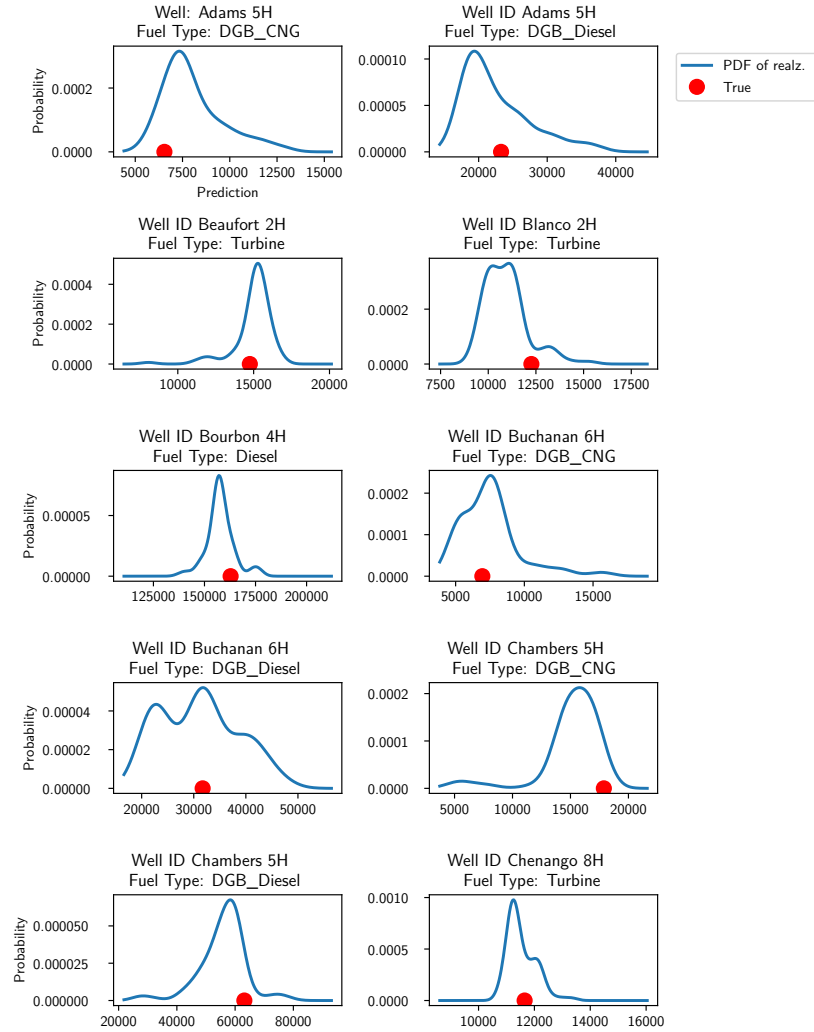 Well: Adams 5H
Fuel Type: DGB_CNG
0.0002
0.0000
Probability
5000 7500 10000 12500 15000
Prediction
Well ID Adams 5H
Fuel Type: DGB_Diesel
0.00010
0.00005
0.00000
20000 30000 40000
PDF of realz.
True
Well ID Beaufort 2H
Fuel Type: Turbine
0.0004
0.0002
0.0000
Probability
10000 15000 20000
Well ID Blanco 2H
Fuel Type: Turbine
0.0002
0.0000
7500 10000 12500 15000 17500
Well ID Bourbon 4H
Fuel Type: Diesel
0.00005
0.00000
Probability
125000 150000 175000 200000
Well ID Buchanan 6H
Fuel Type: DGB_CNG
0.0002
0.0001
0.0000
5000 10000 15000
Well ID Buchanan 6H
Fuel Type: DGB_Diesel
0.00004
0.00002
0.00000
Probability
20000 30000 40000 50000
Well ID Chambers 5H
Fuel Type: DGB_CNG
0.0002
0.0001
0.0000
5000 10000 15000 20000
Well ID Chambers 5H
Fuel Type: DGB_Diesel
0.000050
0.000025
0.000000
Probability
20000 40000 60000 80000
Well ID Chenango 8H
Fuel Type: Turbine
0.0010
0.0005
0.0000
10000 12000 14000 16000